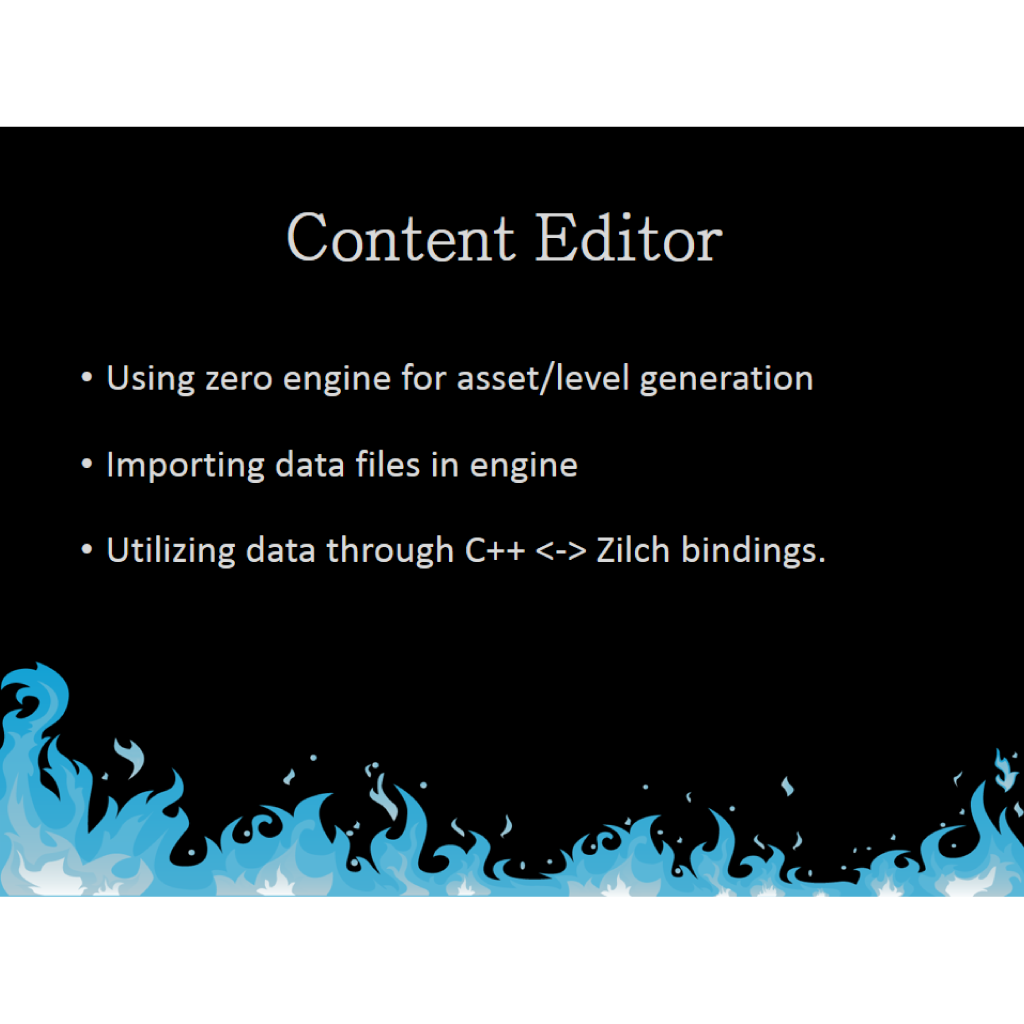 Content Editor
• Using zero engine for asset/level generation
• Importing data files in engine
• Utilizing data through C++ <-> Zilch bindings.